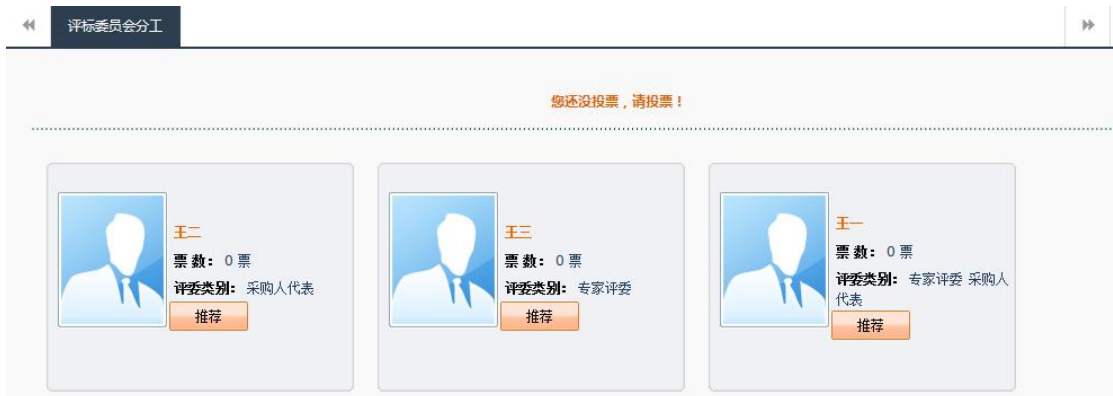 评标委员会分工
您还没投票，请投票！
王二
票 数： 0 票
评委类别： 采购人代表
推荐
王三
票 数： 0 票
评委类别： 专家评委
推荐
王一
票 数： 0 票
评委类别： 专家评委 采购人
代表
推荐